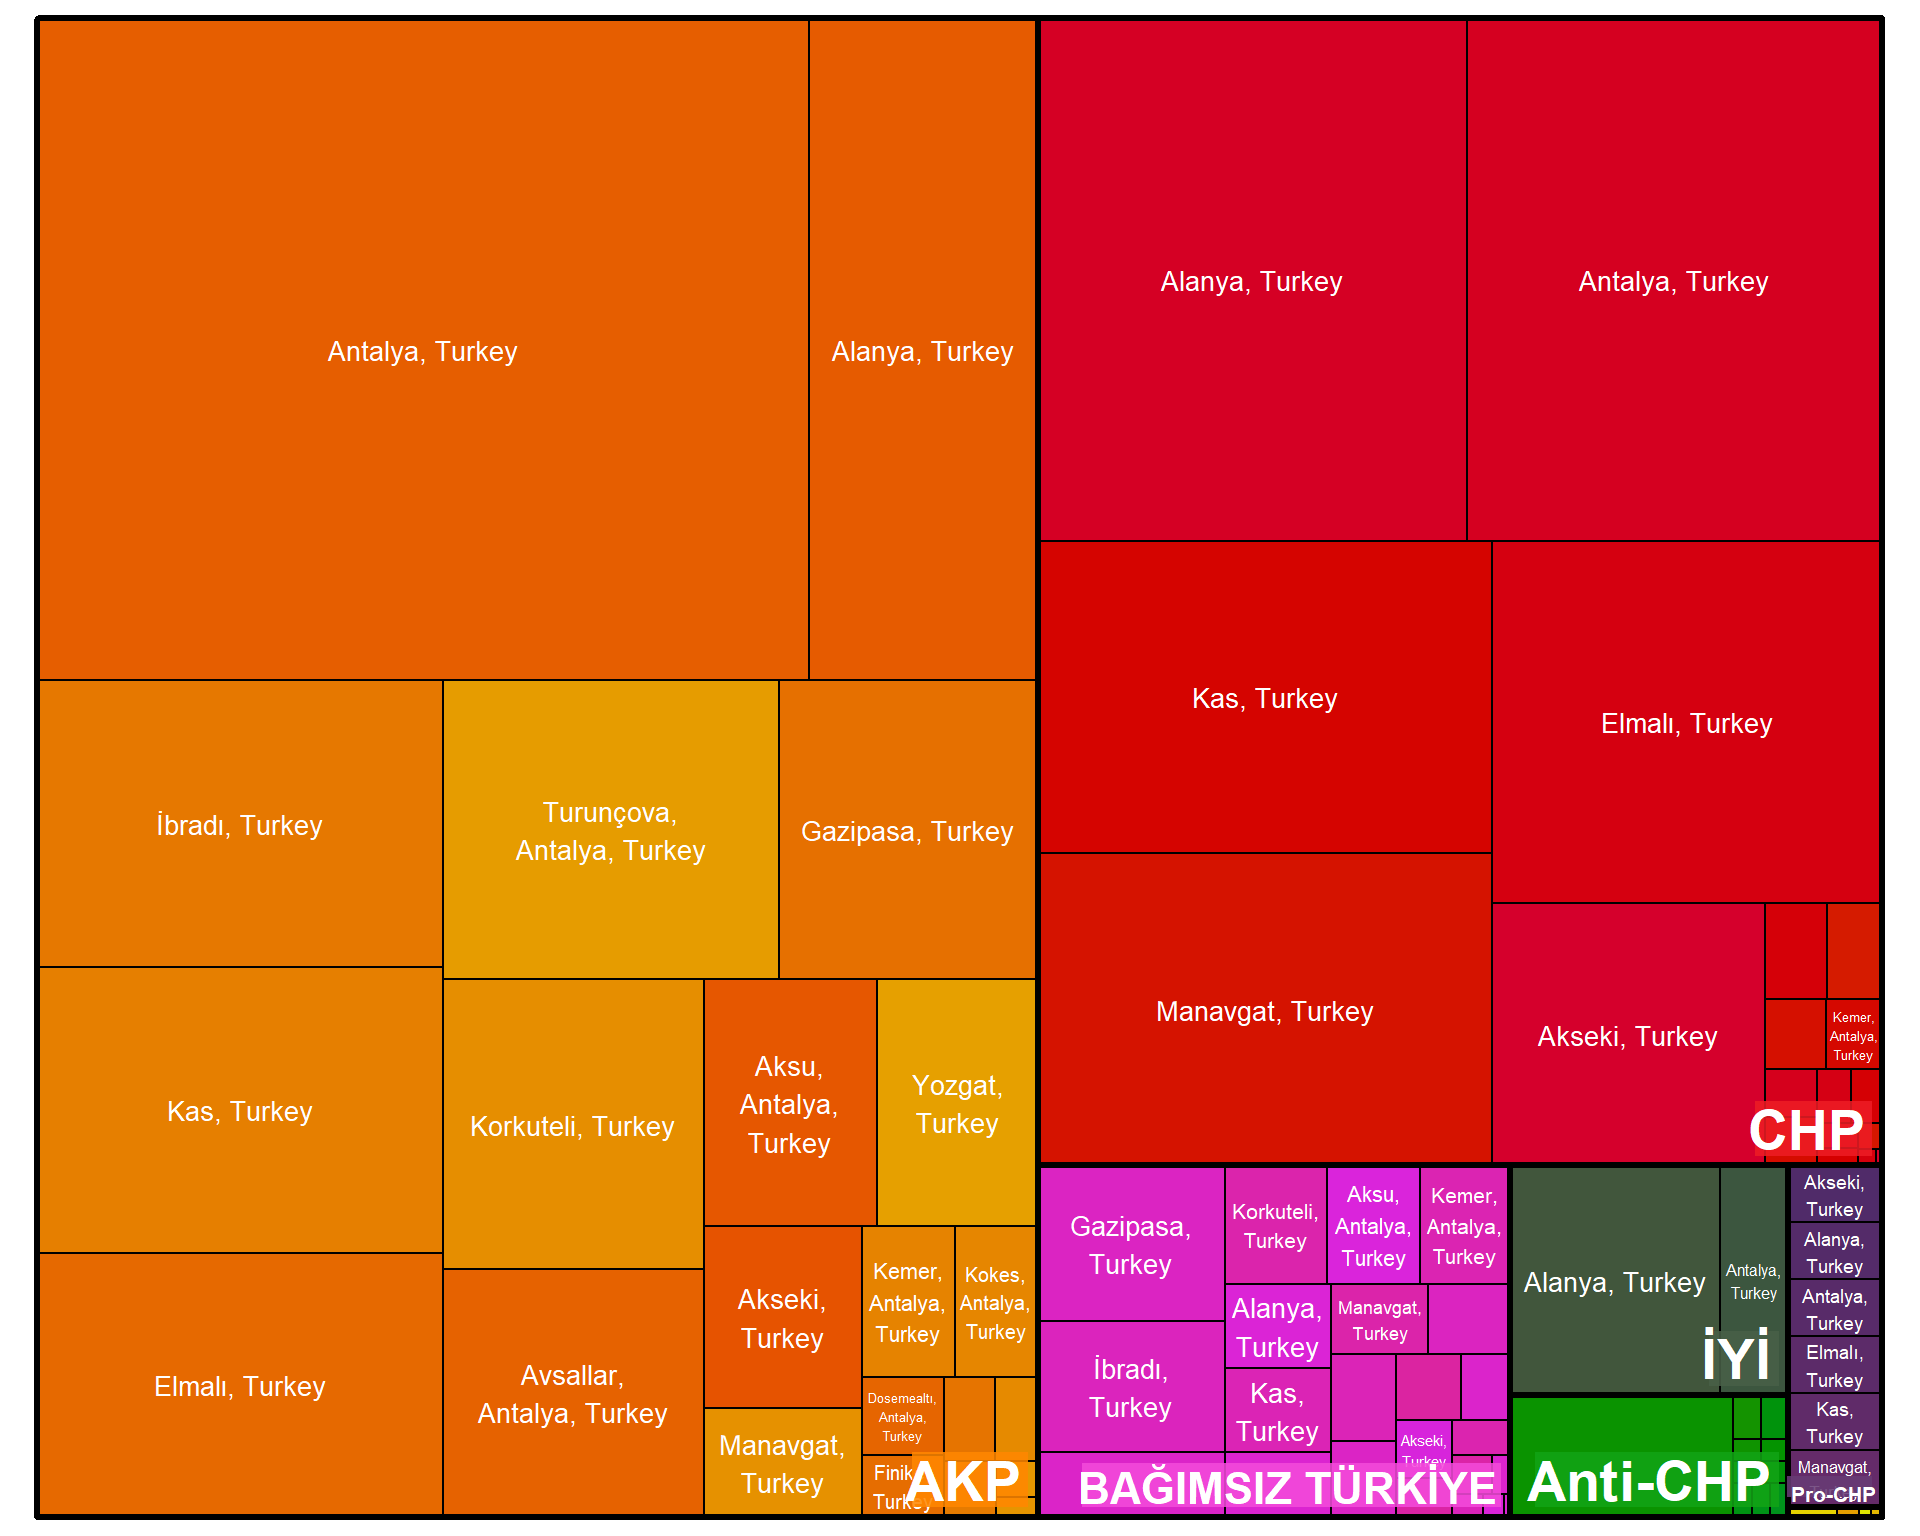 Antalya, Turkey
Alanya, Turkey
İbradı, Turkey
Turunçova,
Antalya, Turkey
Gazipasa, Turkey
Kas, Turkey
Korkuteli, Turkey
Aksu,
Antalya,
Turkey
Yozgat,
Turkey
Elmalı, Turkey
Avsallar,
Antalya, Turkey
Akseki,
Turkey
Kemer,
Antalya,
Turkey
Kokes,
Antalya,
Turkey
Manavgat,
Turkey
Dosemealtı,
Antalya,
Turkey
AKP
Alanya, Turkey
Antalya, Turkey
Kas, Turkey
Elmalı, Turkey
Manavgat, Turkey
Akseki, Turkey
Kemer,
Antalya,
Turkey
CHP
Gazipasa,
Turkey
Korkuteli,
Turkey
Aksu,
Antalya,
Turkey
Kemer,
Antalya,
Turkey
İbradı,
Turkey
Alanya,
Turkey
Manavgat,
Turkey
Kas,
Turkey
Akseki,
Turkey
BAĞIMSIZ TÜRKİYE
Alanya, Turkey
Antalya,
Turkey
İYİ
Anti-CHP
Akseki,
Turkey
Alanya,
Turkey
Antalya,
Turkey
Elmalı,
Turkey
Kas,
Turkey
Manavgat,
Pro-CHP